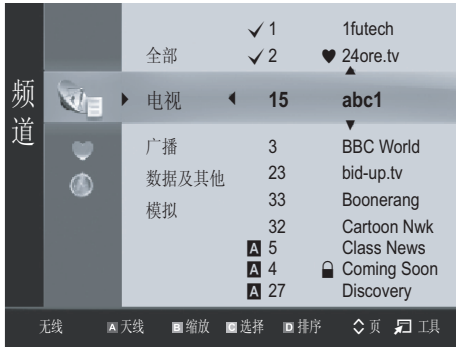 频道
✓ 1 1futech
全部 ✓ 2 ♥ 24ore.tv
电视 15 abc1
广播 3 BBC World
数据及其他 23 bid-up.tv
模拟 33 Boonerang
32 Cartoon Nwk
A 5 Class News
A 4 Coming Soon
A 27 Discovery
无线 A 天线 B 缩放 C 选择 D 排序 页 工具